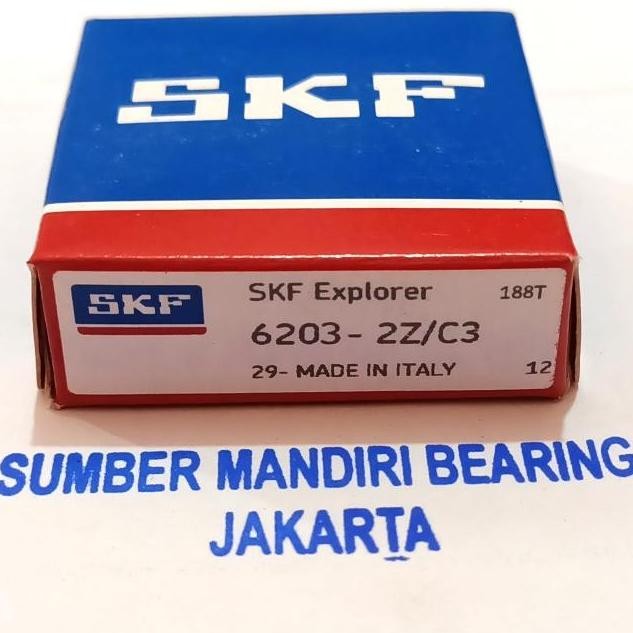 SKF
SKF
SKF Explorer
188T
6203- 2Z/C3
29- MADE IN ITALY
12
SUMBER MANDIRI BEARING
JAKARTA